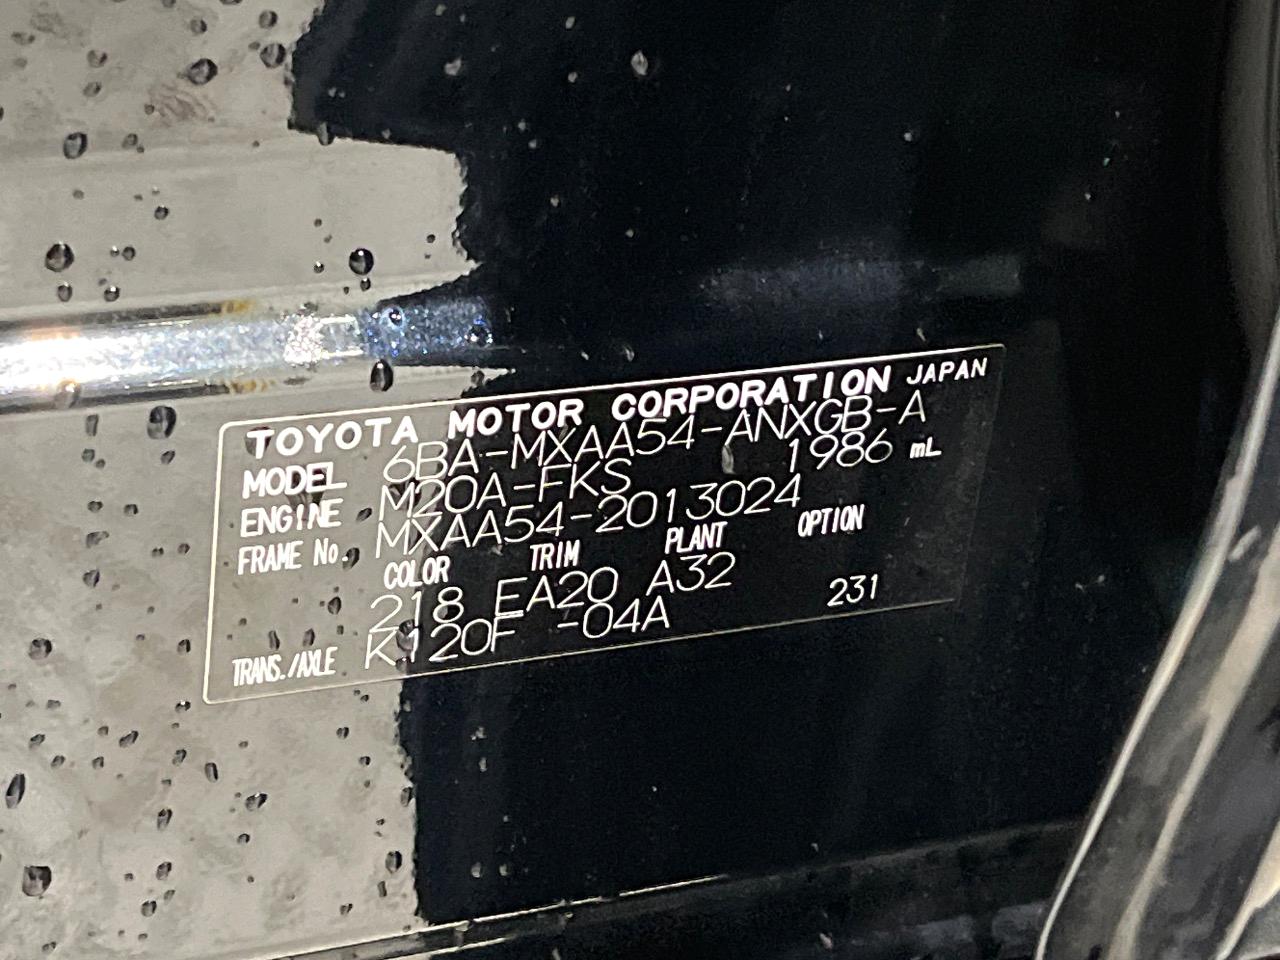 TOYOTA MOTOR CORPORATION JAPAN
MODEL 6BA-MXAA54-ANXGB-A
ENGINE M20A-FKS 1986 mL
FRAME No. MXAA54-2013024
COLOR TRIM PLANT OPTION
218 EA20 A32
TRANS./AXLE K120F -04A 231